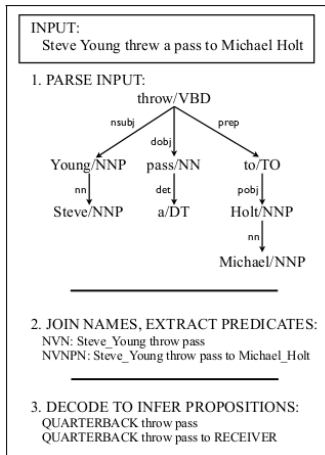 INPUT:
Steve Young threw a pass to Michael Holt
1. PARSE INPUT:
throw/VBD
nsubj dobj prep
Young/NNP pass/NN to/TO
nn det pobj
Steve/NNP a/DT Holt/NNP
nn
Michael/NNP
2. JOIN NAMES, EXTRACT PREDICATES:
NVN: Steve_Young throw pass
NVNPN: Steve_Young throw pass to Michael_Holt
3. DECODE TO INFER PROPOSITIONS:
QUARTERBACK throw pass
QUARTERBACK throw pass to RECEIVER